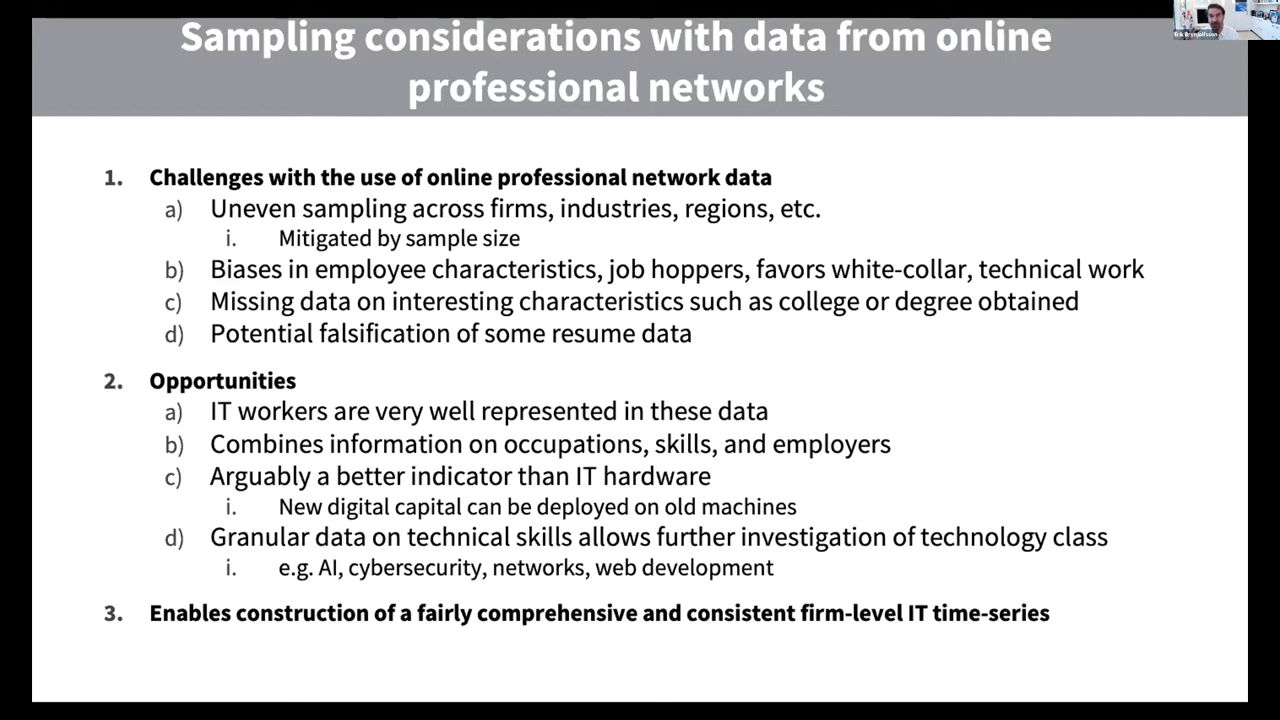 Sampling considerations with data from online
professional networks
Erik Brynjolfsson
1. Challenges with the use of online professional network data
a) Uneven sampling across firms, industries, regions, etc.
i. Mitigated by sample size
b) Biases in employee characteristics, job hoppers, favors white-collar, technical work
c) Missing data on interesting characteristics such as college or degree obtained
d) Potential falsification of some resume data
2. Opportunities
a) IT workers are very well represented in these data
b) Combines information on occupations, skills, and employers
c) Arguably a better indicator than IT hardware
i. New digital capital can be deployed on old machines
d) Granular data on technical skills allows further investigation of technology class
i. e.g. AI, cybersecurity, networks, web development
3. Enables construction of a fairly comprehensive and consistent firm-level IT time-series